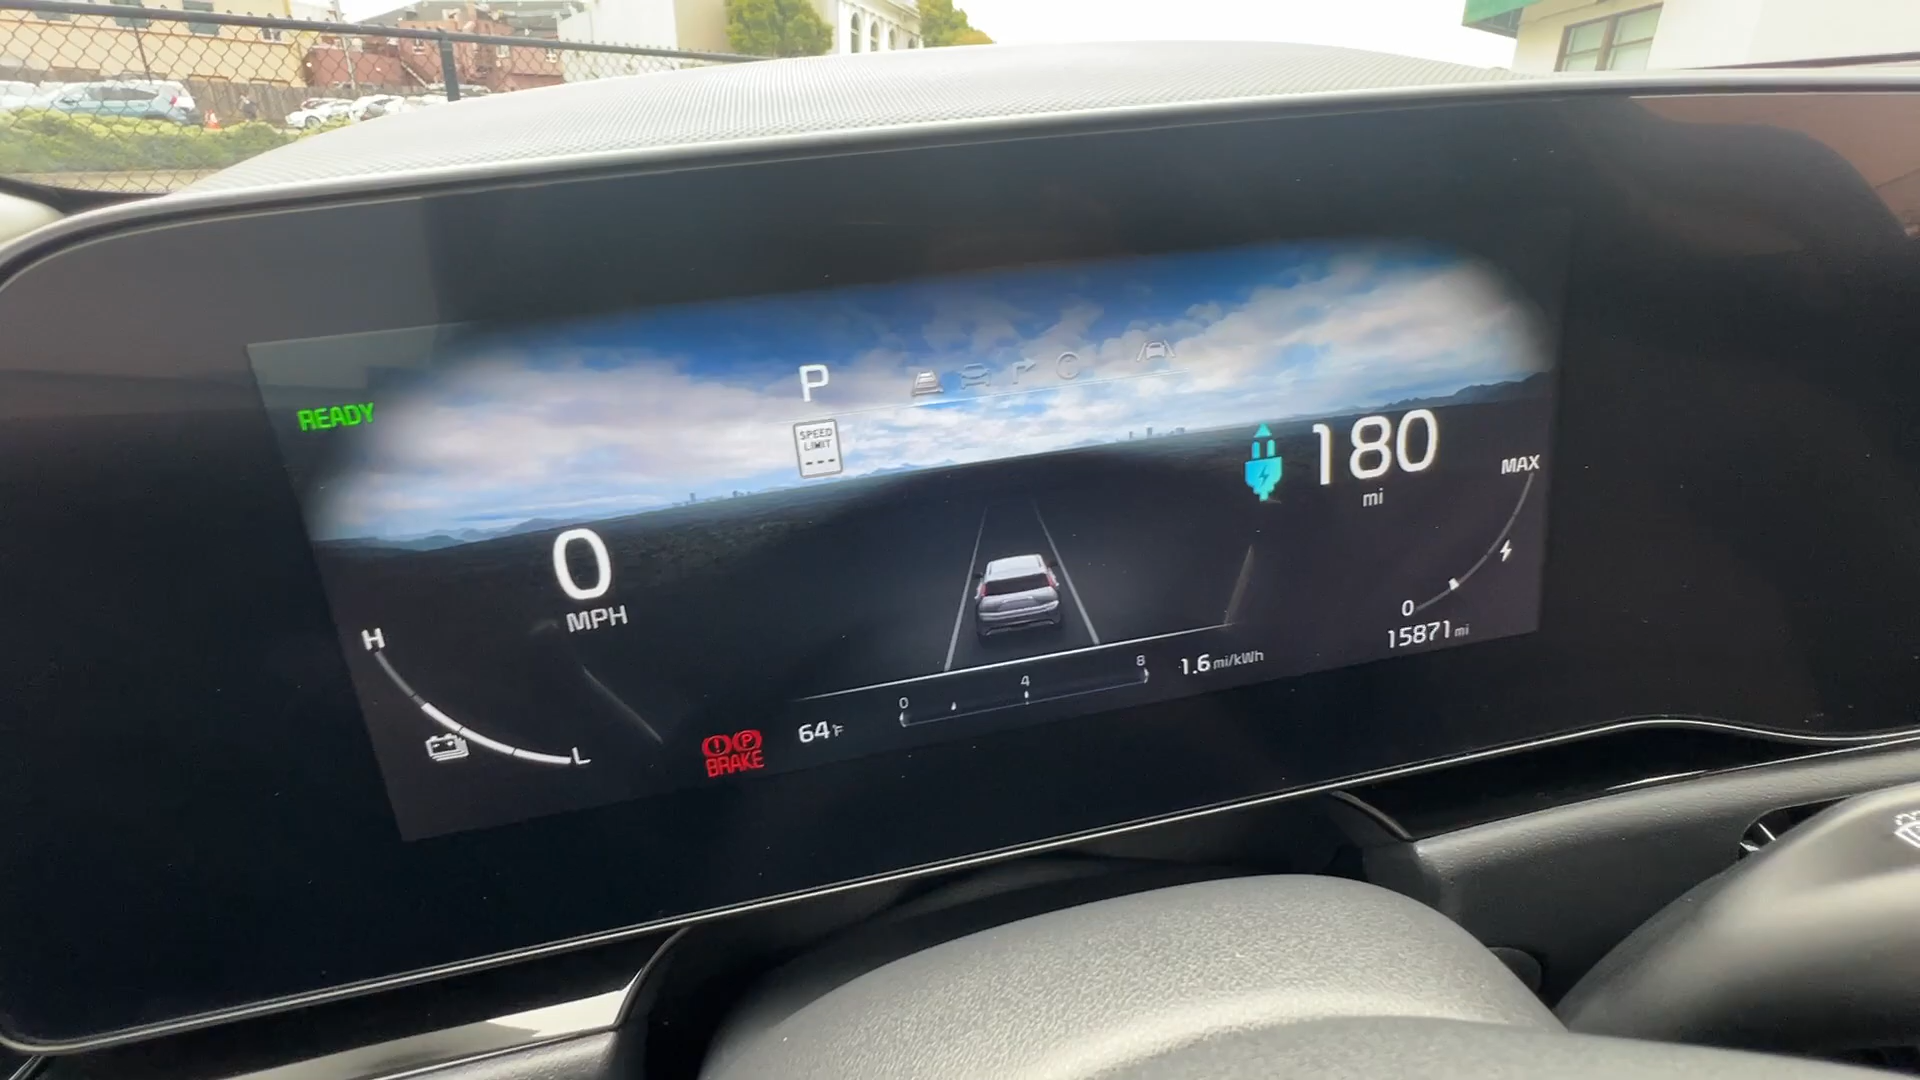 P
READY
SPEED
LIMIT
---
180
mi
MAX
0
MPH
H
0
15871 mi
8
4
0
1.6 mi/kWh
64°F
L
! P
BRAKE